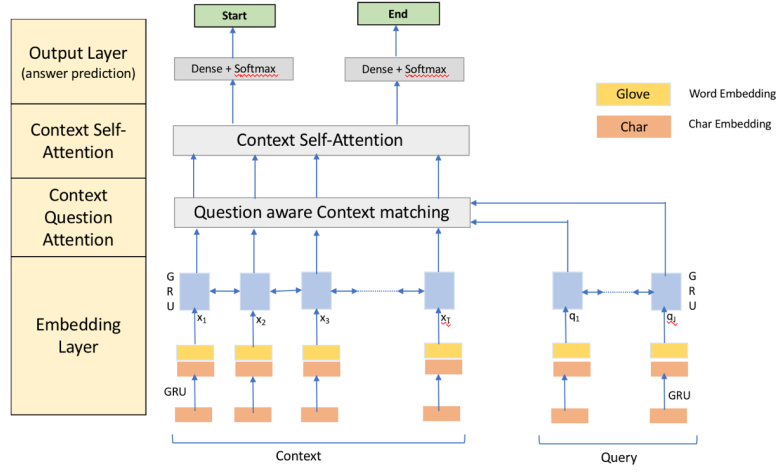 Start
End
Output Layer
(answer prediction)
Dense + Softmax
Dense + Softmax
Glove
Word Embedding
Char
Char Embedding
Context Self-
Attention
Context Self-Attention
Context
Question
Attention
Question aware Context matching
G
R
U
G
R
U
x1
x2
x3
xT
q1
qJ
Embedding
Layer
GRU
GRU
Context
Query